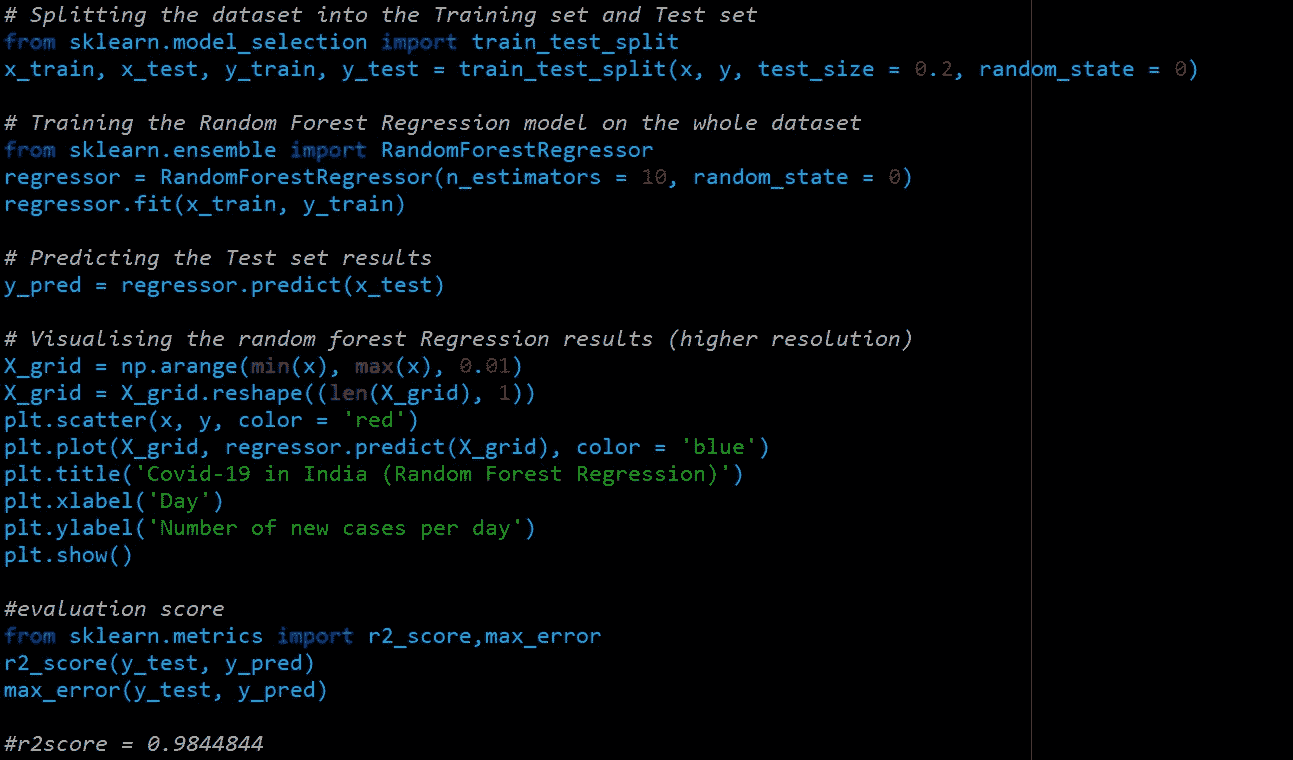 # Splitting the dataset into the Training set and Test set
from sklearn.model_selection import train_test_split
x_train, x_test, y_train, y_test = train_test_split(x, y, test_size = 0.2, random_state = 0)
# Training the Random Forest Regression model on the whole dataset
from sklearn.ensemble import RandomForestRegressor
regressor = RandomForestRegressor(n_estimators = 10, random_state = 0)
regressor.fit(x_train, y_train)
# Predicting the Test set results
y_pred = regressor.predict(x_test)
# Visualising the random forest Regression results (higher resolution)
X_grid = np.arange(min(x), max(x), 0.01)
X_grid = X_grid.reshape((len(X_grid), 1))
plt.scatter(x, y, color = 'red')
plt.plot(X_grid, regressor.predict(X_grid), color = 'blue')
plt.title('Covid-19 in India (Random Forest Regression)')
plt.xlabel('Day')
plt.ylabel('Number of new cases per day')
plt.show()
#evaluation score
from sklearn.metrics import r2_score,max_error
r2_score(y_test, y_pred)
max_error(y_test, y_pred)
#r2score = 0.9844844